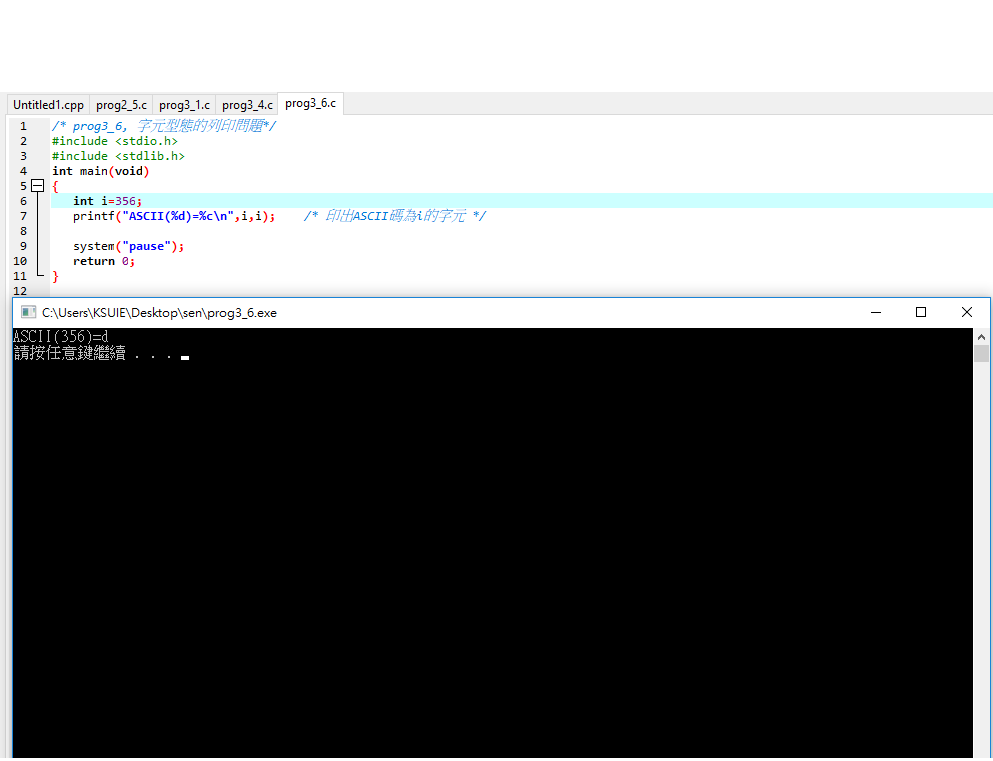 Untitled1.cpp prog2_5.c prog3_1.c prog3_4.c prog3_6.c
1 /* prog3_6, 字元型態的列印問題*/
2 #include <stdio.h>
3 #include <stdlib.h>
4 int main(void)
5 {
6 int i=356;
7 printf("ASCII(%d)=%c\n",i,i); /* 印出ASCII碼為i的字元 */
8
9 system("pause");
10 return 0;
11 }
12
C:\Users\KSUIE\Desktop\sen\prog3_6.exe
ASCII(356)=d
請按任意鍵繼續 . . .